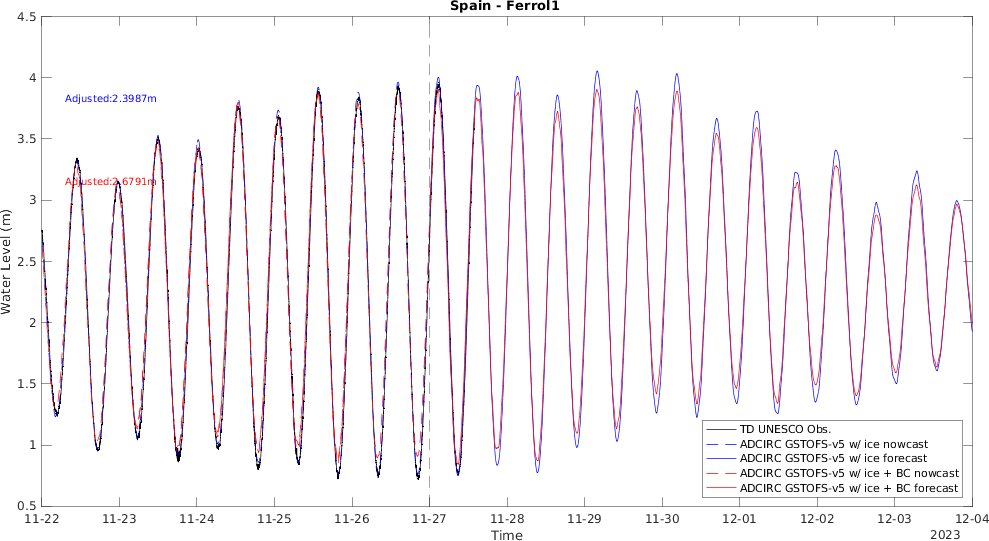 Spain - Ferrol1
4.5
4
3.5
3
2.5
2
1.5
1
0.5
Water Level (m)
Adjusted:2.3987m
Adjusted:2.6791m
TD UNESCO Obs.
ADCIRC GSTOFS-v5 w/ ice nowcast
ADCIRC GSTOFS-v5 w/ ice forecast
ADCIRC GSTOFS-v5 w/ ice + BC nowcast
ADCIRC GSTOFS-v5 w/ ice + BC forecast
11-22 11-23 11-24 11-25 11-26 11-27 11-28 11-29 11-30 12-01 12-02 12-03 12-04
Time
2023